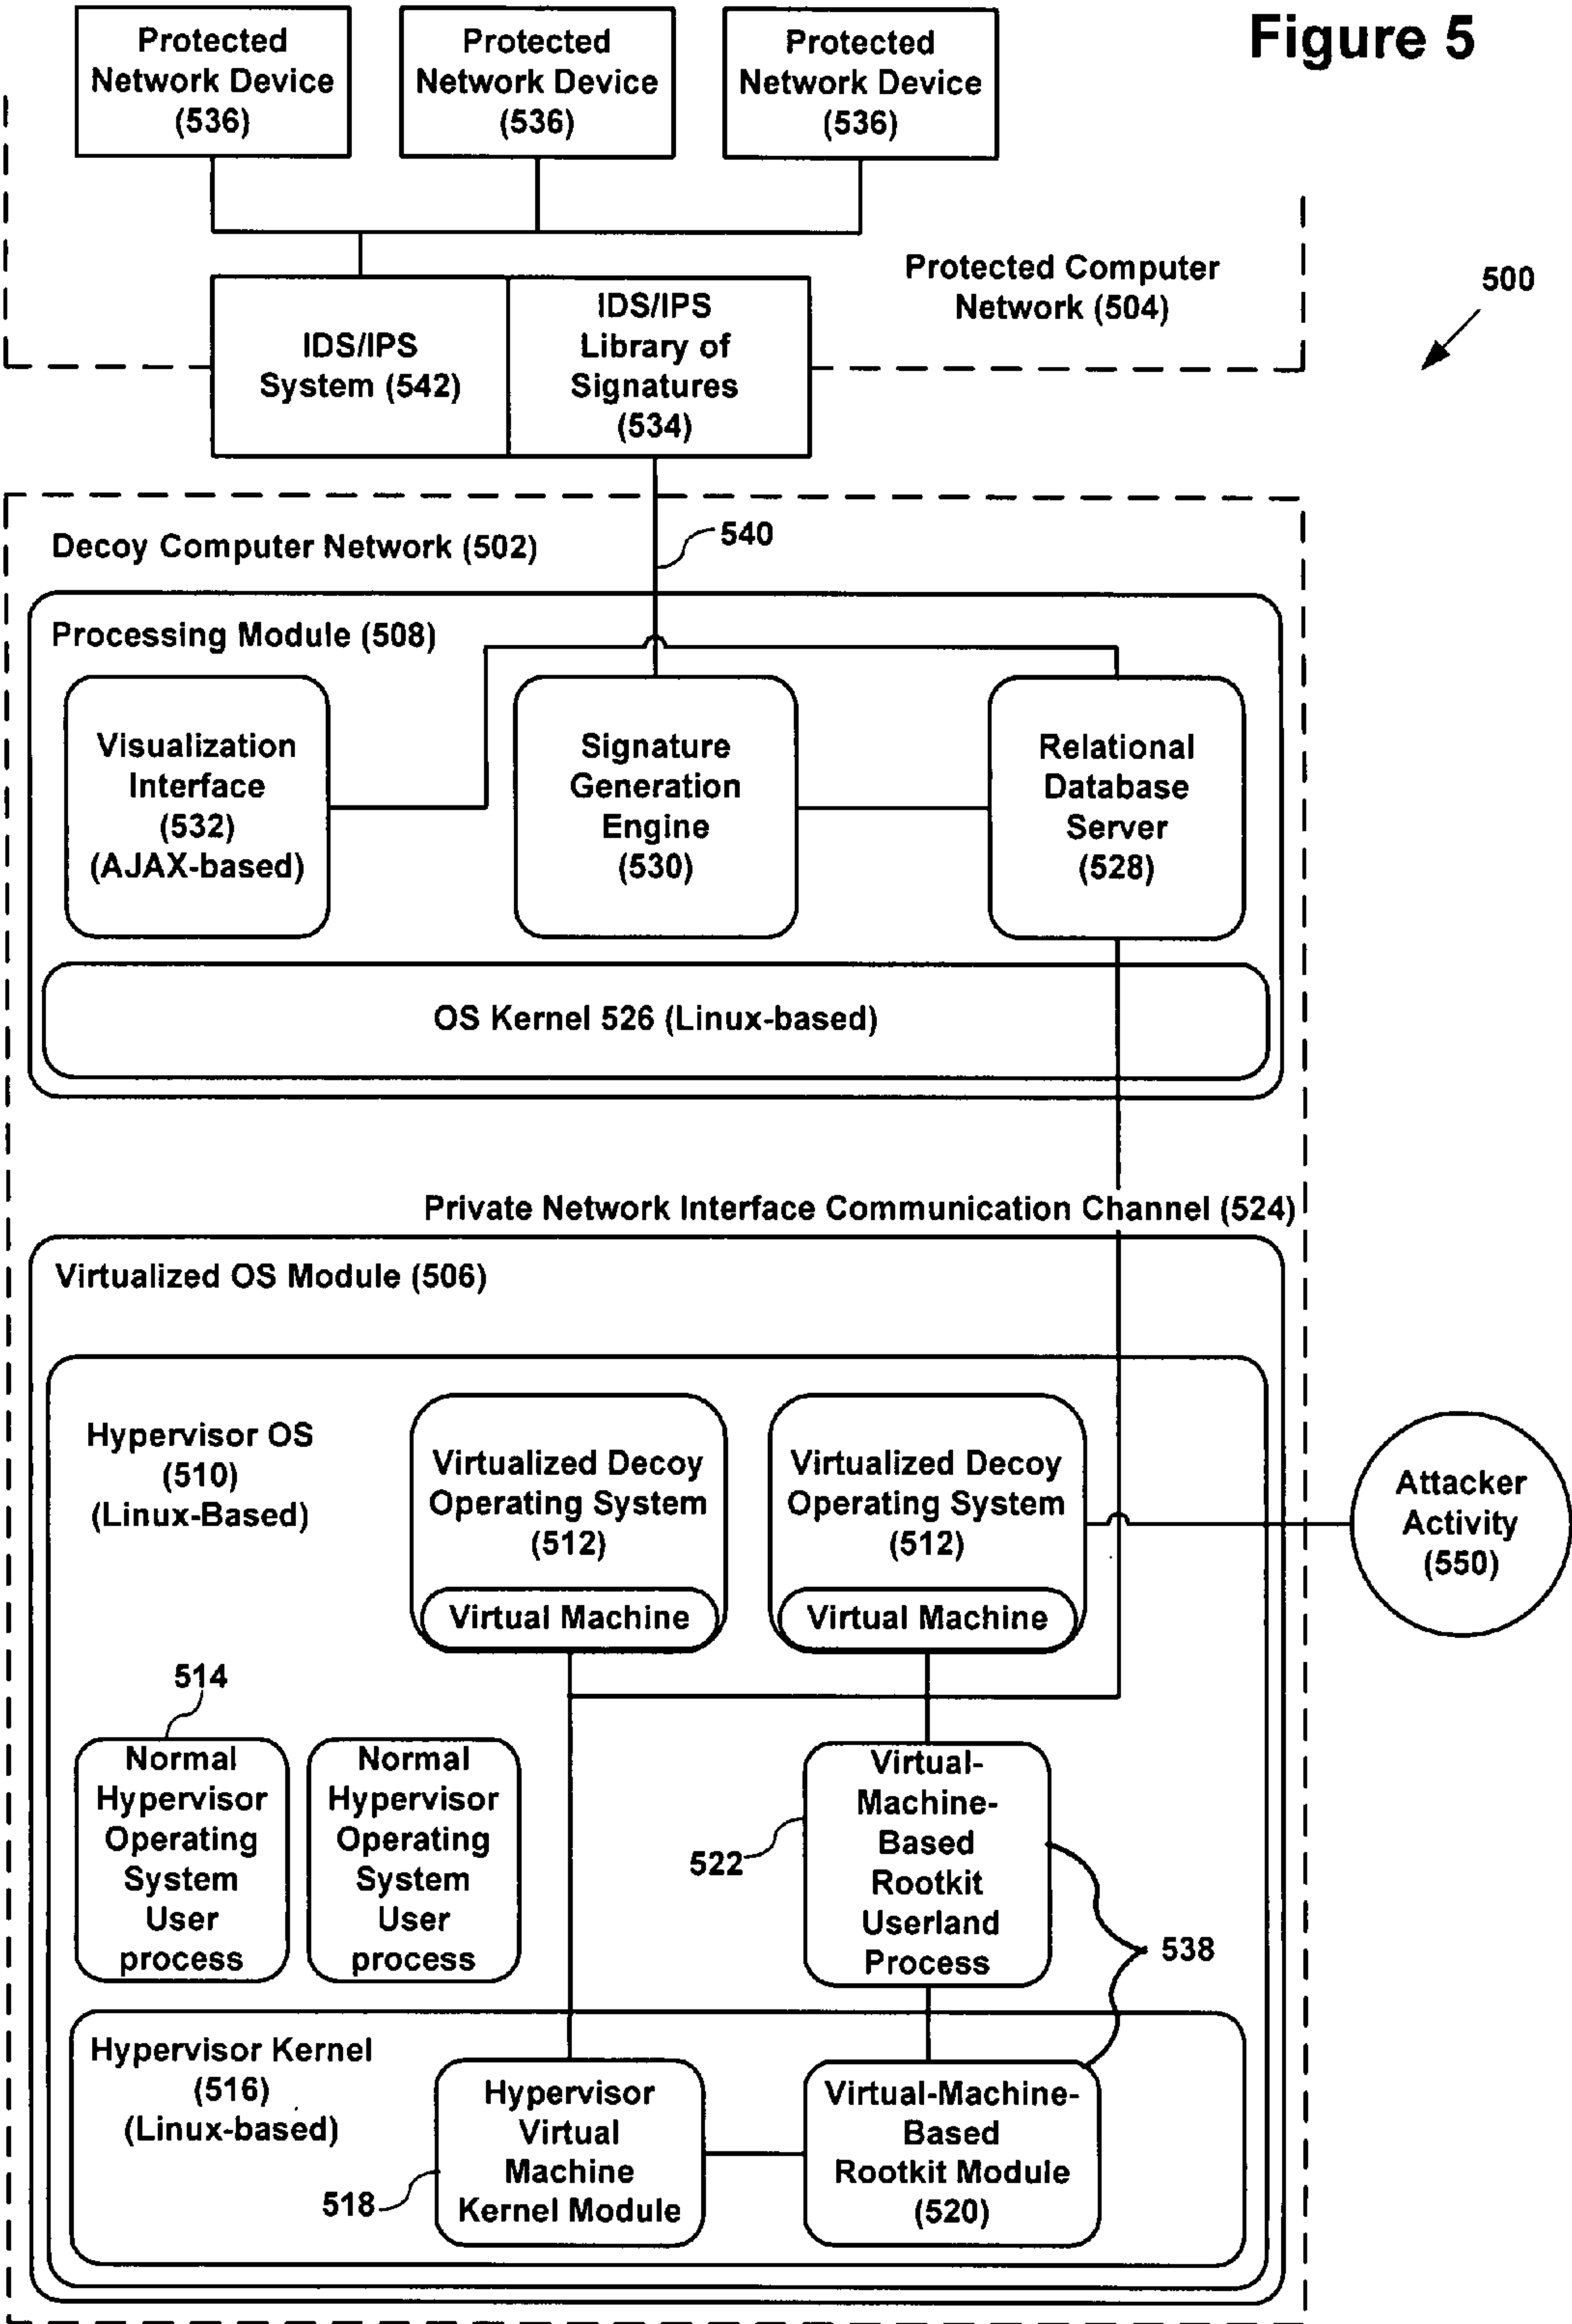 Figure 5
Protected
Network Device
(536)
Protected
Network Device
(536)
Protected
Network Device
(536)
Protected Computer
Network (504)
500
IDS/IPS
System (542)
IDS/IPS
Library of
Signatures
(534)
540
Decoy Computer Network (502)
Processing Module (508)
Visualization
Interface
(532)
(AJAX-based)
Signature
Generation
Engine
(530)
Relational
Database
Server
(528)
OS Kernel 526 (Linux-based)
Private Network Interface Communication Channel (524)
Virtualized OS Module (506)
Hypervisor OS
(510)
(Linux-Based)
Virtualized Decoy
Operating System
(512)
Virtual Machine
Virtualized Decoy
Operating System
(512)
Virtual Machine
Attacker
Activity
(550)
514
Normal
Hypervisor
Operating
System
User
process
Normal
Hypervisor
Operating
System
User
process
522
Virtual-
Machine-
Based
Rootkit
Userland
Process
538
Hypervisor Kernel
(516)
(Linux-based)
518
Hypervisor
Virtual
Machine
Kernel Module
Virtual-Machine-
Based
Rootkit Module
(520)